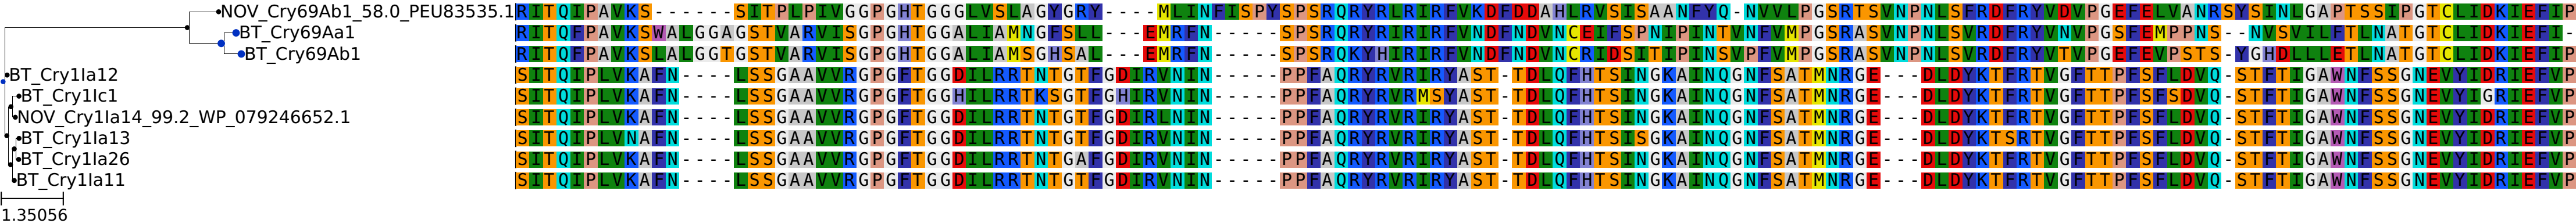 NOV_Cry69Ab1_58.0_PEU83535.1 RITQIPAVKS------SITPLPIVGGPGHTGGGLVSLAGYGRY----MLINFISPYSPSRQRYRLRIRFVKDFDDAHLRVSISAANFYQ-NVVLPGSRTSVNPNLSFRDFRYVDVPGEFELVANRSYSINLGAPTSSIPGTCLIDKIEFIP
BT_Cry69Aa1 RITQFPAVKSWALGGAGSTVARVISGPGHTGGALIAMNGFSLL---EMRFN-----SPSRQRYRIRIRFVNDFNDVNCEIFSPNIPINTVNFVMPGSRASVNPNLSVRDFRYVNVPGSFEMPPNS--NVSVILFTLNATGTCLIDKIEFI-
BT_Cry69Ab1 RITQFPAVKSLALGGTGSTVARVISGPGHTGGALIAMSGHSAL---EMRFN-----SPSRQKYHIRIRFVNDFNDVNCRIDSITIPINSVPFVMPGSRASVNPNLSVRDFRYVTVPGEFEVPSTS-YGHDLLLETLNATGTCLIDKIEFIP
BT_Cry1Ia12 SITQIPLVKAFN----LSSGAAVVRGPGFTGGDILRRTNTGTFGDIRVNIN-----PPFAQRYRVRIRYAST-TDLQFHTSINGKAINQGNFSATMNRGE---DLDYKTFRTVGFTTPFSFLDVQ-STFTIGAWNFSSGNEVYIDRIEFVP
BT_Cry1Ic1 SITQIPLVKAFN----LSSGAAVVRGPGFTGGHILRRTKSGTFGHIRVNIN-----PPFAQRYRVRMSYAST-TDLQFHTSINGKAINQGNFSATMNRGE---DLDYKTFRTVGFTTPFSFSDVQ-STFTIGAWNFSSGNEVYIGRIEFVP
NOV_Cry1Ia14_99.2_WP_079246652.1 SITQIPLVKAFN----LSSGAAVVRGPGFTGGDILRRTNTGTFGDIRLNIN-----PPFAQRYRVRIRYAST-TDLQFHTSINGKAINQGNFSATMNRGE---DLDYKTFRTVGFTTPFSFLDVQ-STFTIGAWNFSSGNEVYIDRIEFVP
BT_Cry1Ia13 SITQIPLVNAFN----LSSGAAVVRGPGFTGGDILRRTNTGTFGDIRVNIN-----PPFAQRYRVRIRYAST-TDLQFHTSISGKAINQGNFSATMNRGE---DLDYKTSRTVGFTTPFSFLDVQ-STFTIGAWNFSSGNEVYIDRIEFVP
BT_Cry1Ia26 SITQIPLVKAFN----LSSGAAVVRGPGFTGGDILRRTNTGAFGDIRVNIN-----PPFAQRYRVRIRYAST-TDLQFHTSINGKAINQGNFSATMNRGE---DLDYKTFRTVGFTTPFSFLDVQ-STFTIGAWNFSSGNEVYIDRIEFVP
BT_Cry1Ia11 SITQIPLVKAFN----LSSGAAVVRGPGFTGGDILRRTNTGTFGDIRVNIN-----PPFAQRYRVRIRYAST-TDLQFHTSINGKAINQGNFSATMNRGE---DLDYKTFRTVGFTTPFSFLDVQ-STFTIGAWNFSSGNEVYIDRIEFVP
1.35056